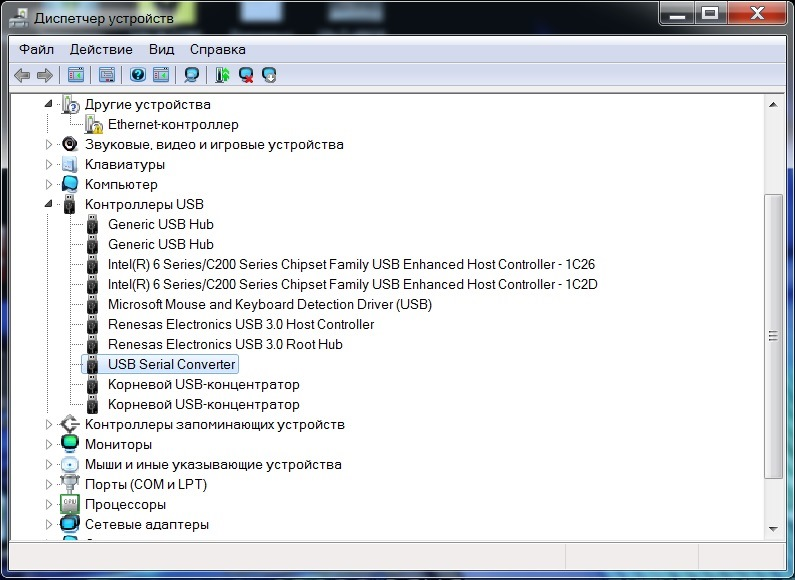 Диспетчер устройств
Файл Действие Вид Справка
Другие устройства
Ethernet-контроллер
Звуковые, видео и игровые устройства
Клавиатуры
Компьютер
Контроллеры USB
Generic USB Hub
Generic USB Hub
Intel(R) 6 Series/C200 Series Chipset Family USB Enhanced Host Controller - 1C26
Intel(R) 6 Series/C200 Series Chipset Family USB Enhanced Host Controller - 1C2D
Microsoft Mouse and Keyboard Detection Driver (USB)
Renesas Electronics USB 3.0 Host Controller
Renesas Electronics USB 3.0 Root Hub
USB Serial Converter
Корневой USB-концентратор
Корневой USB-концентратор
Контроллеры запоминающих устройств
Мониторы
Мыши и иные указывающие устройства
Порты (COM и LPT)
Процессоры
Сетевые адаптеры